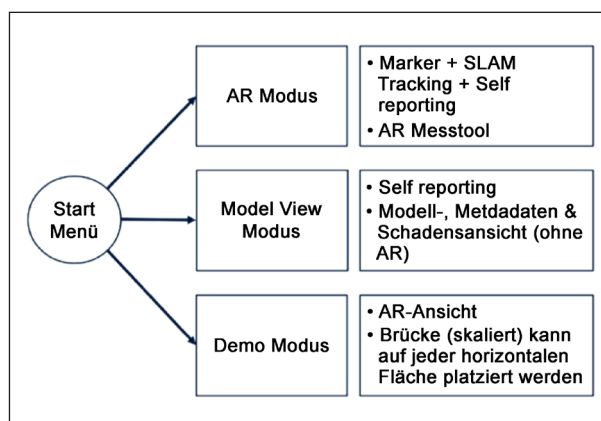 Start
Menü
AR Modus
• Marker + SLAM
Tracking + Self
reporting
• AR Messtool
Model View
Modus
• Self reporting
• Modell-, Metdadaten &
Schadensansicht (ohne
AR)
Demo Modus
• AR-Ansicht
• Brücke (skaliert) kann
auf jeder horizontalen
Fläche platziert werden